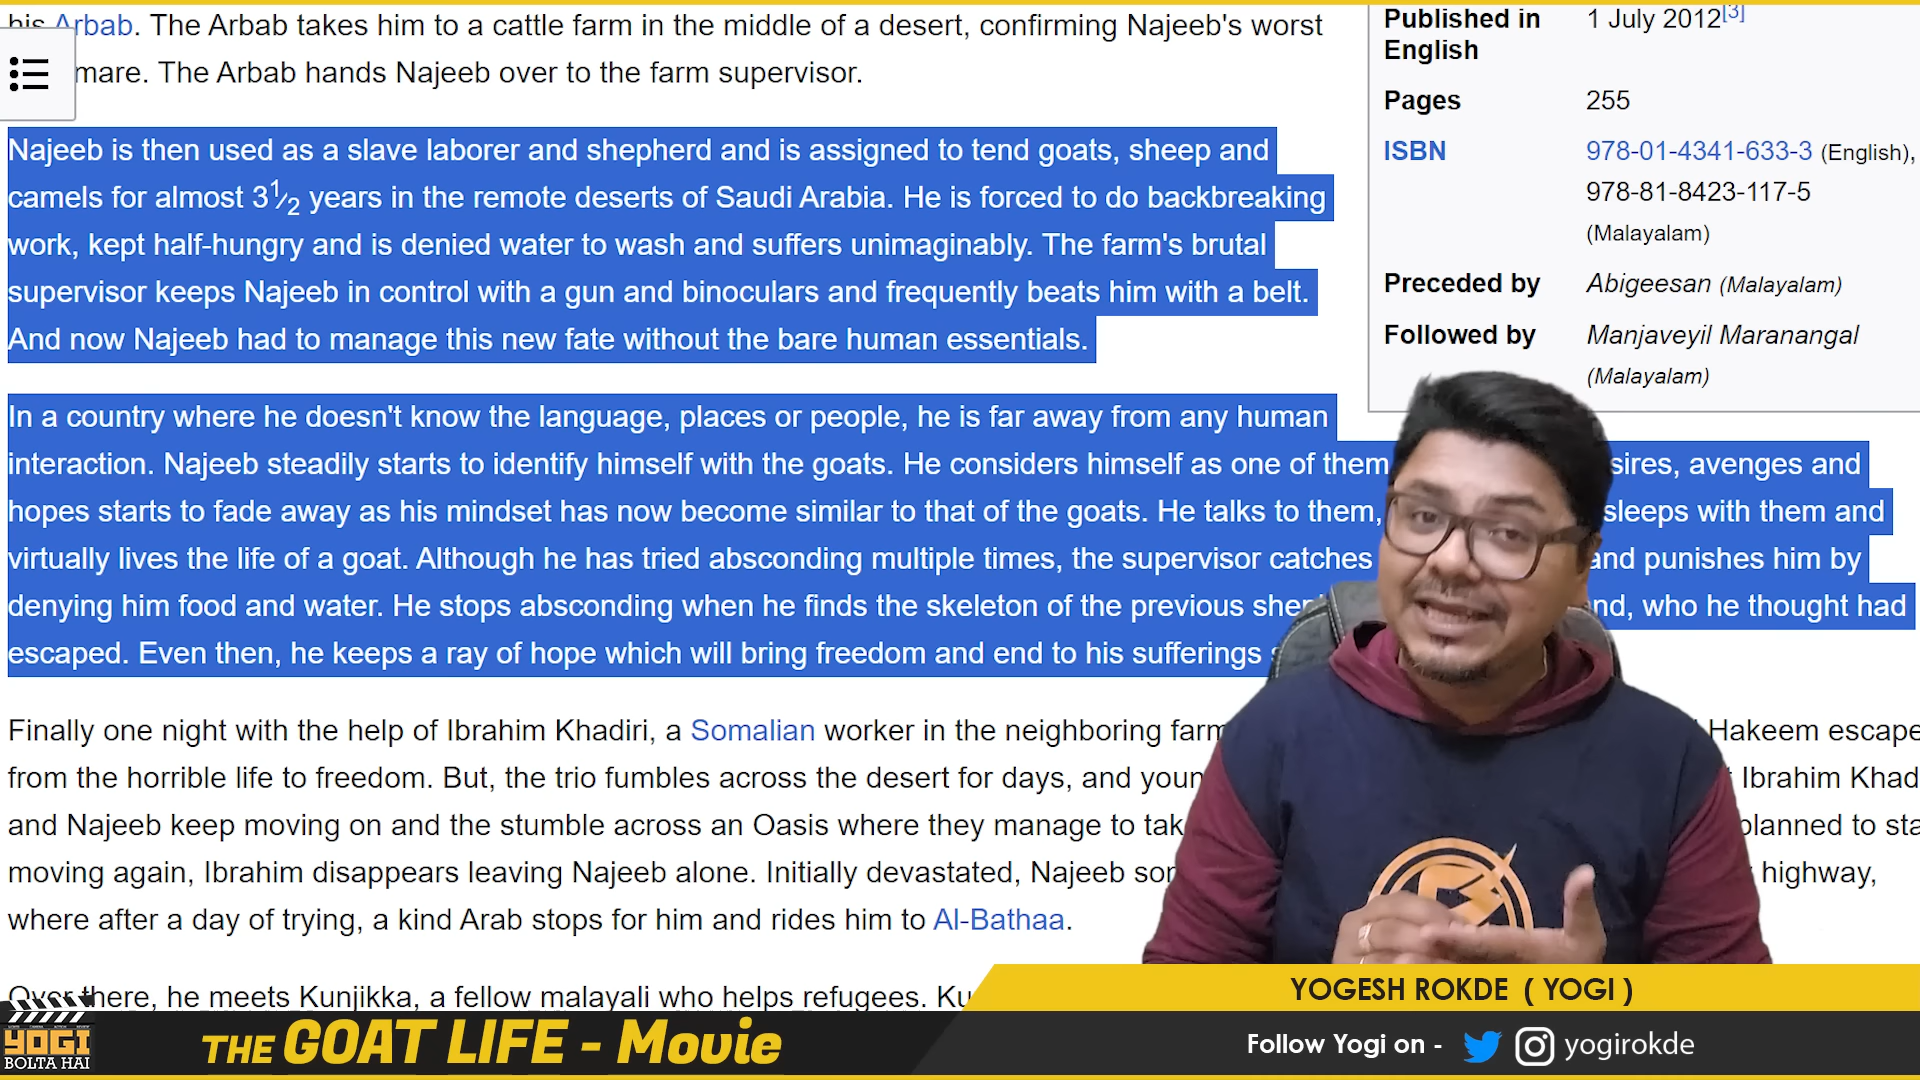 his Arbab. The Arbab takes him to a cattle farm in the middle of a desert, confirming Najeeb's worst
mare. The Arbab hands Najeeb over to the farm supervisor.
Najeeb is then used as a slave laborer and shepherd and is assigned to tend goats, sheep and
camels for almost 3 1⁄2 years in the remote deserts of Saudi Arabia. He is forced to do backbreaking
work, kept half-hungry and is denied water to wash and suffers unimaginably. The farm's brutal
supervisor keeps Najeeb in control with a gun and binoculars and frequently beats him with a belt.
And now Najeeb had to manage this new fate without the bare human essentials.
In a country where he doesn't know the language, places or people, he is far away from any human
interaction. Najeeb steadily starts to identify himself with the goats. He considers himself as one of them sires, avenges and
hopes starts to fade away as his mindset has now become similar to that of the goats. He talks to them, sleeps with them and
virtually lives the life of a goat. Although he has tried absconding multiple times, the supervisor catches and punishes him by
denying him food and water. He stops absconding when he finds the skeleton of the previous she nd, who he thought had
escaped. Even then, he keeps a ray of hope which will bring freedom and end to his sufferings
Finally one night with the help of Ibrahim Khadiri, a Somalian worker in the neighboring farm Hakeem escape
from the horrible life to freedom. But, the trio fumbles across the desert for days, and youn Ibrahim Khad
and Najeeb keep moving on and the stumble across an Oasis where they manage to tak planned to sta
moving again, Ibrahim disappears leaving Najeeb alone. Initially devastated, Najeeb so highway,
where after a day of trying, a kind Arab stops for him and rides him to Al-Bathaa.
Over there, he meets Kunjikka, a fellow malayali who helps refugees. Ku
Published in English 1 July 2012[3]
Pages 255
ISBN 978-01-4341-633-3 (English),
978-81-8423-117-5
(Malayalam)
Preceded by Abigeesan (Malayalam)
Followed by Manjaveyil Maranangal
(Malayalam)
YOGESH ROKDE ( YOGI )
YOGI
BOLTA HAI
THE GOAT LIFE - Movie
Follow Yogi on - yogirokde